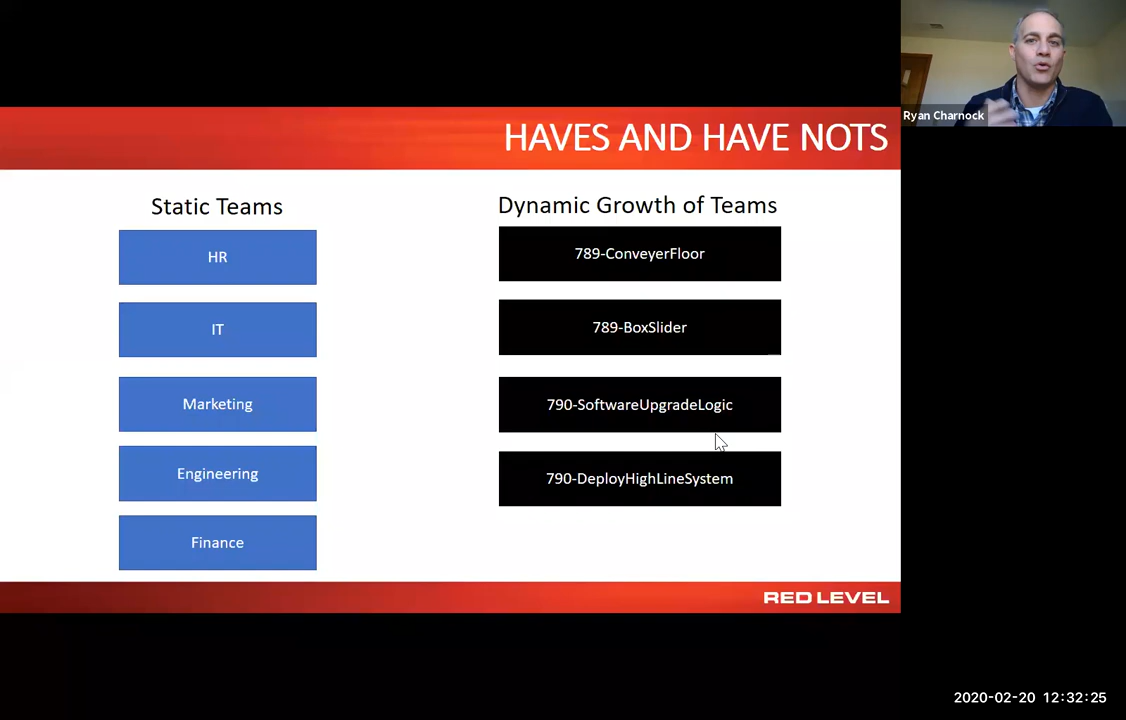 Ryan Charnock
HAVES AND HAVE NOTS
Static Teams
HR
IT
Marketing
Engineering
Finance
Dynamic Growth of Teams
789-ConveyerFloor
789-BoxSlider
790-SoftwareUpgradeLogic
790-DeployHighLineSystem
RED LEVEL
2020-02-20 12:32:25